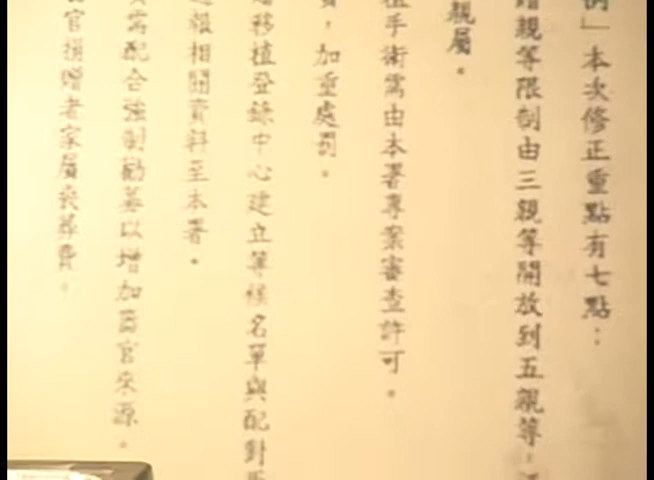 例」本次修正重點有七點：
贈親等限制由三親等開放到五親等，
親屬。
植手術需由本署專案審查許可。
，加重處罰。
移植登錄中心建立等候名單與配對
報相關資料至本署。
需配合強制勸募以增加器官來源。
官捐贈者家屬喪葬費。